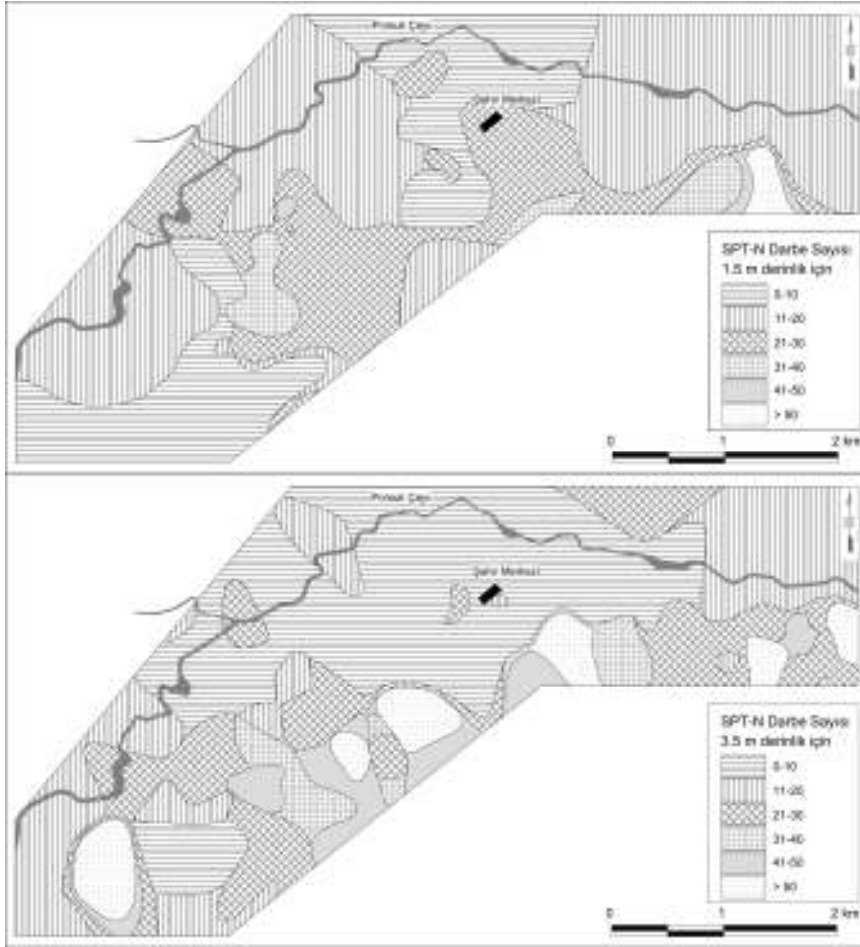 Porsuk Çayı
Şehir Merkezi
SPT-N Darbe Sayısı
1.5 m derinlik için
0-10
11-20
21-30
31-40
41-50
> 50
0 1 2 km
Porsuk Çayı
Şehir Merkezi
SPT-N Darbe Sayısı
3.5 m derinlik için
0-10
11-20
21-30
31-40
41-50
> 50
0 1 2 km